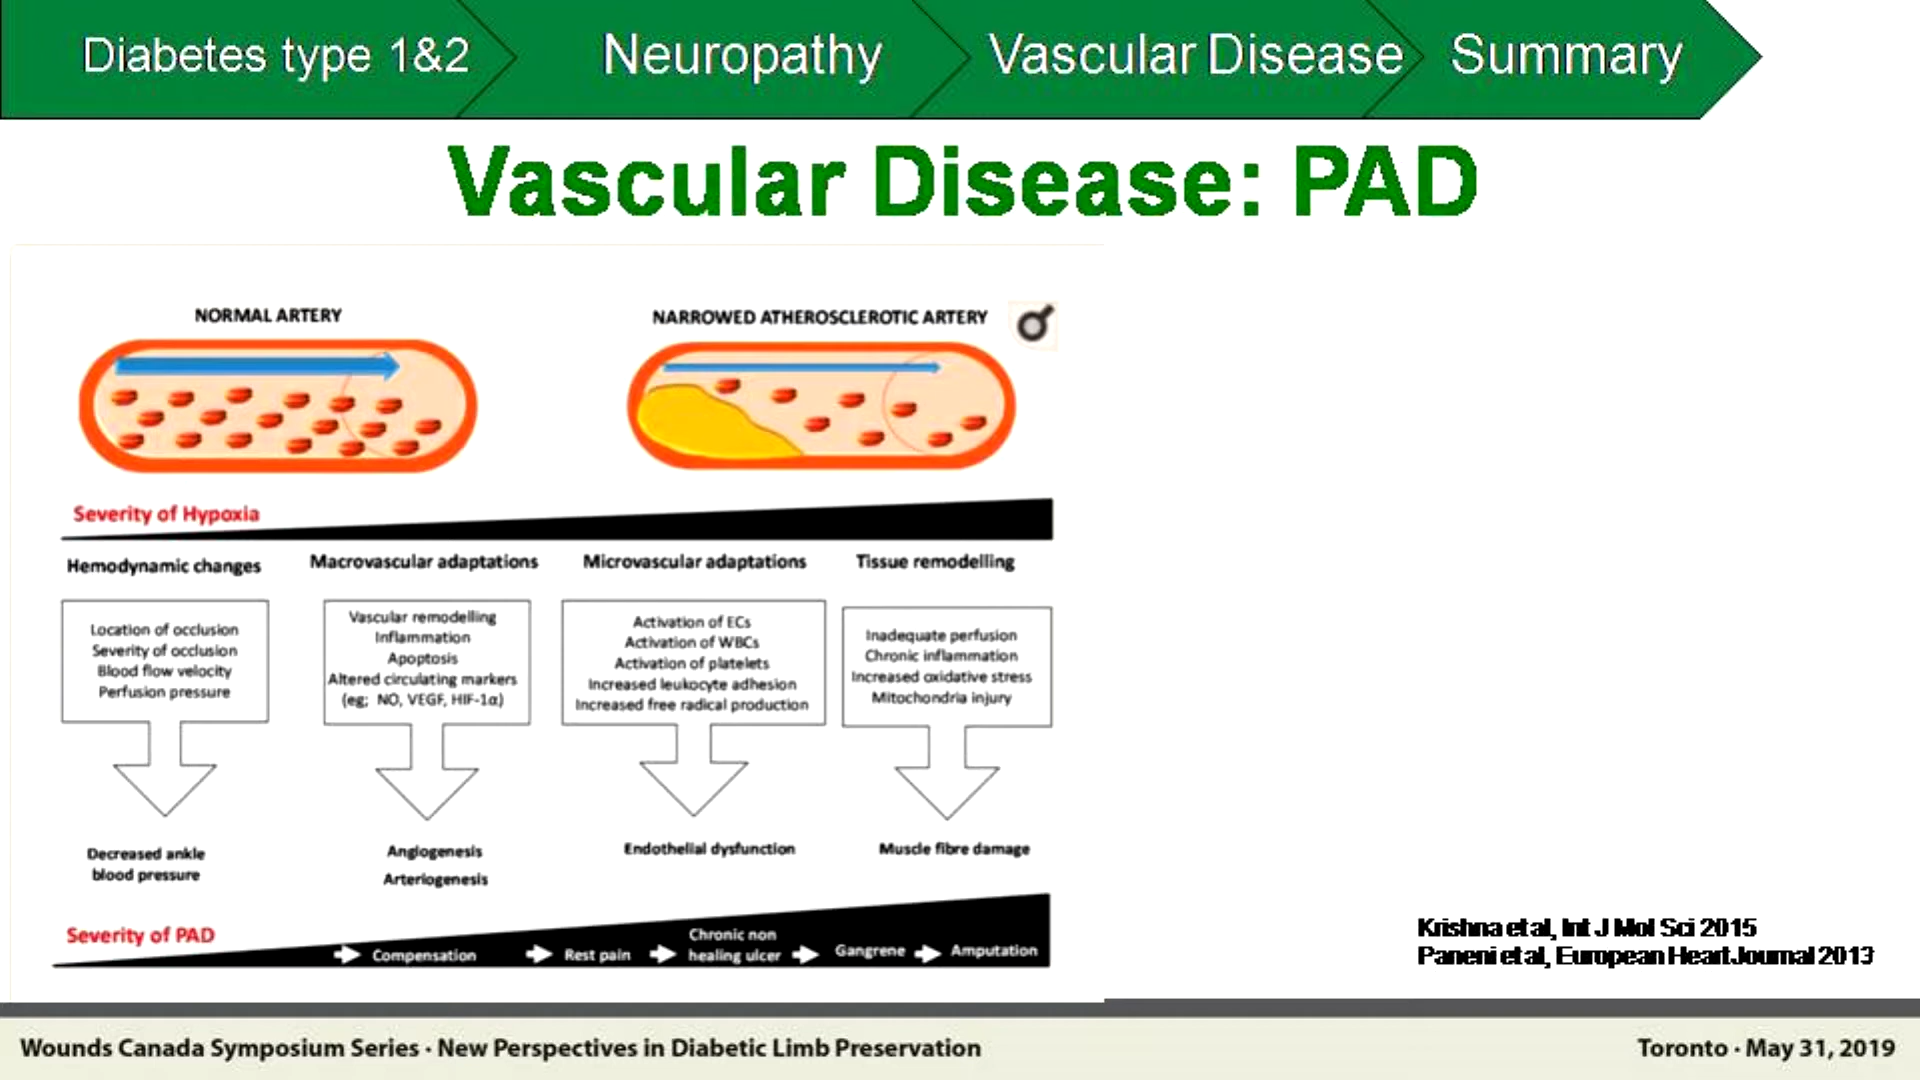 Diabetes type 1&2
Neuropathy
Vascular Disease
Summary
Vascular Disease: PAD
NORMAL ARTERY
NARROWED ATHEROSCLEROTIC ARTERY
Severity of Hypoxia
Hemodynamic changes
Location of occlusion
Severity of occlusion
Blood flow velocity
Perfusion pressure
Decreased ankle
blood pressure
Macrovascular adaptations
Vascular remodelling
Inflammation
Apoptosis
Altered circulating markers
(eg; NO, VEGF, HIF-1α)
Angiogenesis
Arteriogenesis
Microvascular adaptations
Activation of ECs
Activation of WBCs
Activation of platelets
Increased leukocyte adhesion
Increased free radical production
Endothelial dysfunction
Tissue remodelling
Inadequate perfusion
Chronic inflammation
Increased oxidative stress
Mitochondria injury
Muscle fibre damage
Severity of PAD
Compensation
Rest pain
Chronic non
healing ulcer
Gangrene
Amputation
Krishna et al, Int J Mol Sci 2015
Paneni et al, European Heart Journal 2013
Wounds Canada Symposium Series · New Perspectives in Diabetic Limb Preservation
Toronto · May 31, 2019